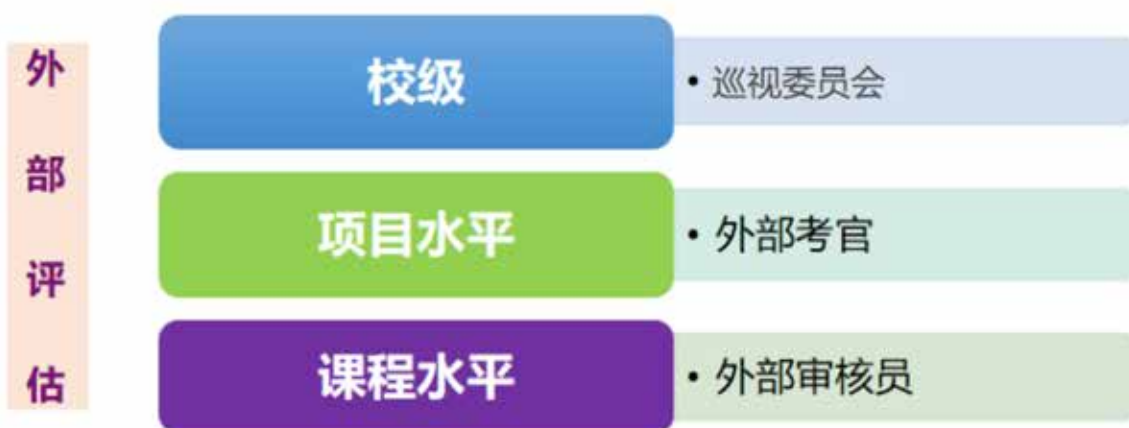 外部评估
校级
• 巡视委员会
项目水平
• 外部考官
课程水平
• 外部审核员